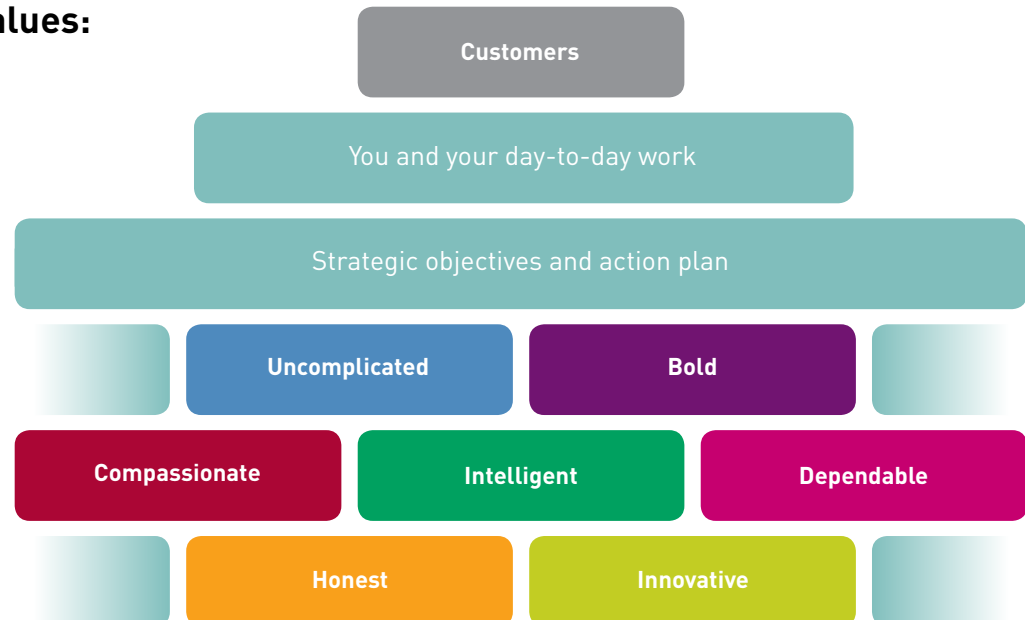 alues:
Customers
You and your day-to-day work
Strategic objectives and action plan
Uncomplicated
Bold
Compassionate
Intelligent
Dependable
Honest
Innovative